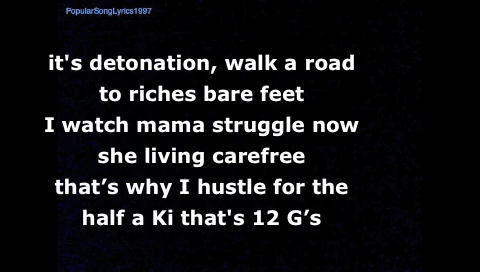 PopularSongLyrics1997
it's detonation, walk a road
to riches bare feet
I watch mama struggle now
she living carefree
that’s why I hustle for the
half a Ki that's 12 G’s